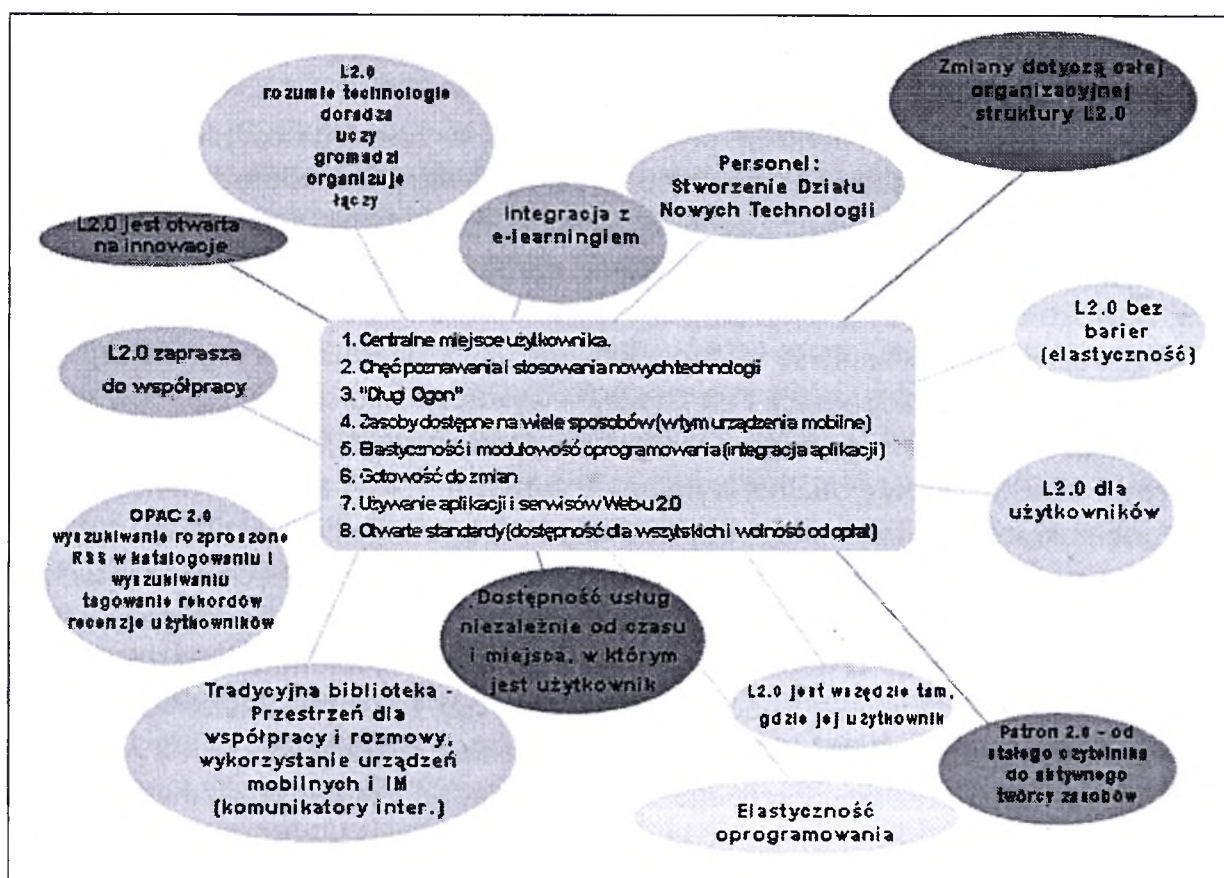 L2.0
rozumie technologie
doradza
uczy
gromadzi
organizuje
łączy
Zmiany dotyczą całej
organizacyjnej
struktury L2.0
Personel:
Stworzenie Działu
Nowych Technologii
Integracja z
e-learningiem
L2.0 jest otwarta
na innowacje
L2.0 zaprasza
do współpracy
1. Centralne miejsce użytkownika.
2. Chęć poznawania i stosowania nowych technologii
3. "Długi Ogon"
4. Zasoby dostępne na wiele sposobów (w tym urządzenia mobilne)
5. Elastyczność i modułowość oprogramowania (integracja aplikacji)
6. Gotowość do zmian
7. Używanie aplikacji i serwisów Web-u 2.0
8. Otwarte standardy (dostępność dla wszytskich i wolność od opłat)
L2.0 bez
barier
(elastyczność)
L2.0 dla
użytkowników
OPAC 2.0
wyszukiwanie rozproszone
RSS w katalogowaniu i
wyszukiwaniu
tagowanie rekordów
recenzje użytkowników
Dostępność usług
niezależnie od czasu
i miejsca, w którym
jest użytkownik
Tradycyjna biblioteka -
Przestrzeń dla
współpracy i rozmowy,
wykorzystanie urządzeń
mobilnych i IM
(komunikatory inter.)
L2.0 jest wszędzie tam,
gdzie jej użytkownik
Patron 2.0 - od
stałego czytelnika
do aktywnego
twórcy zasobów
Elastyczność
oprogramowania